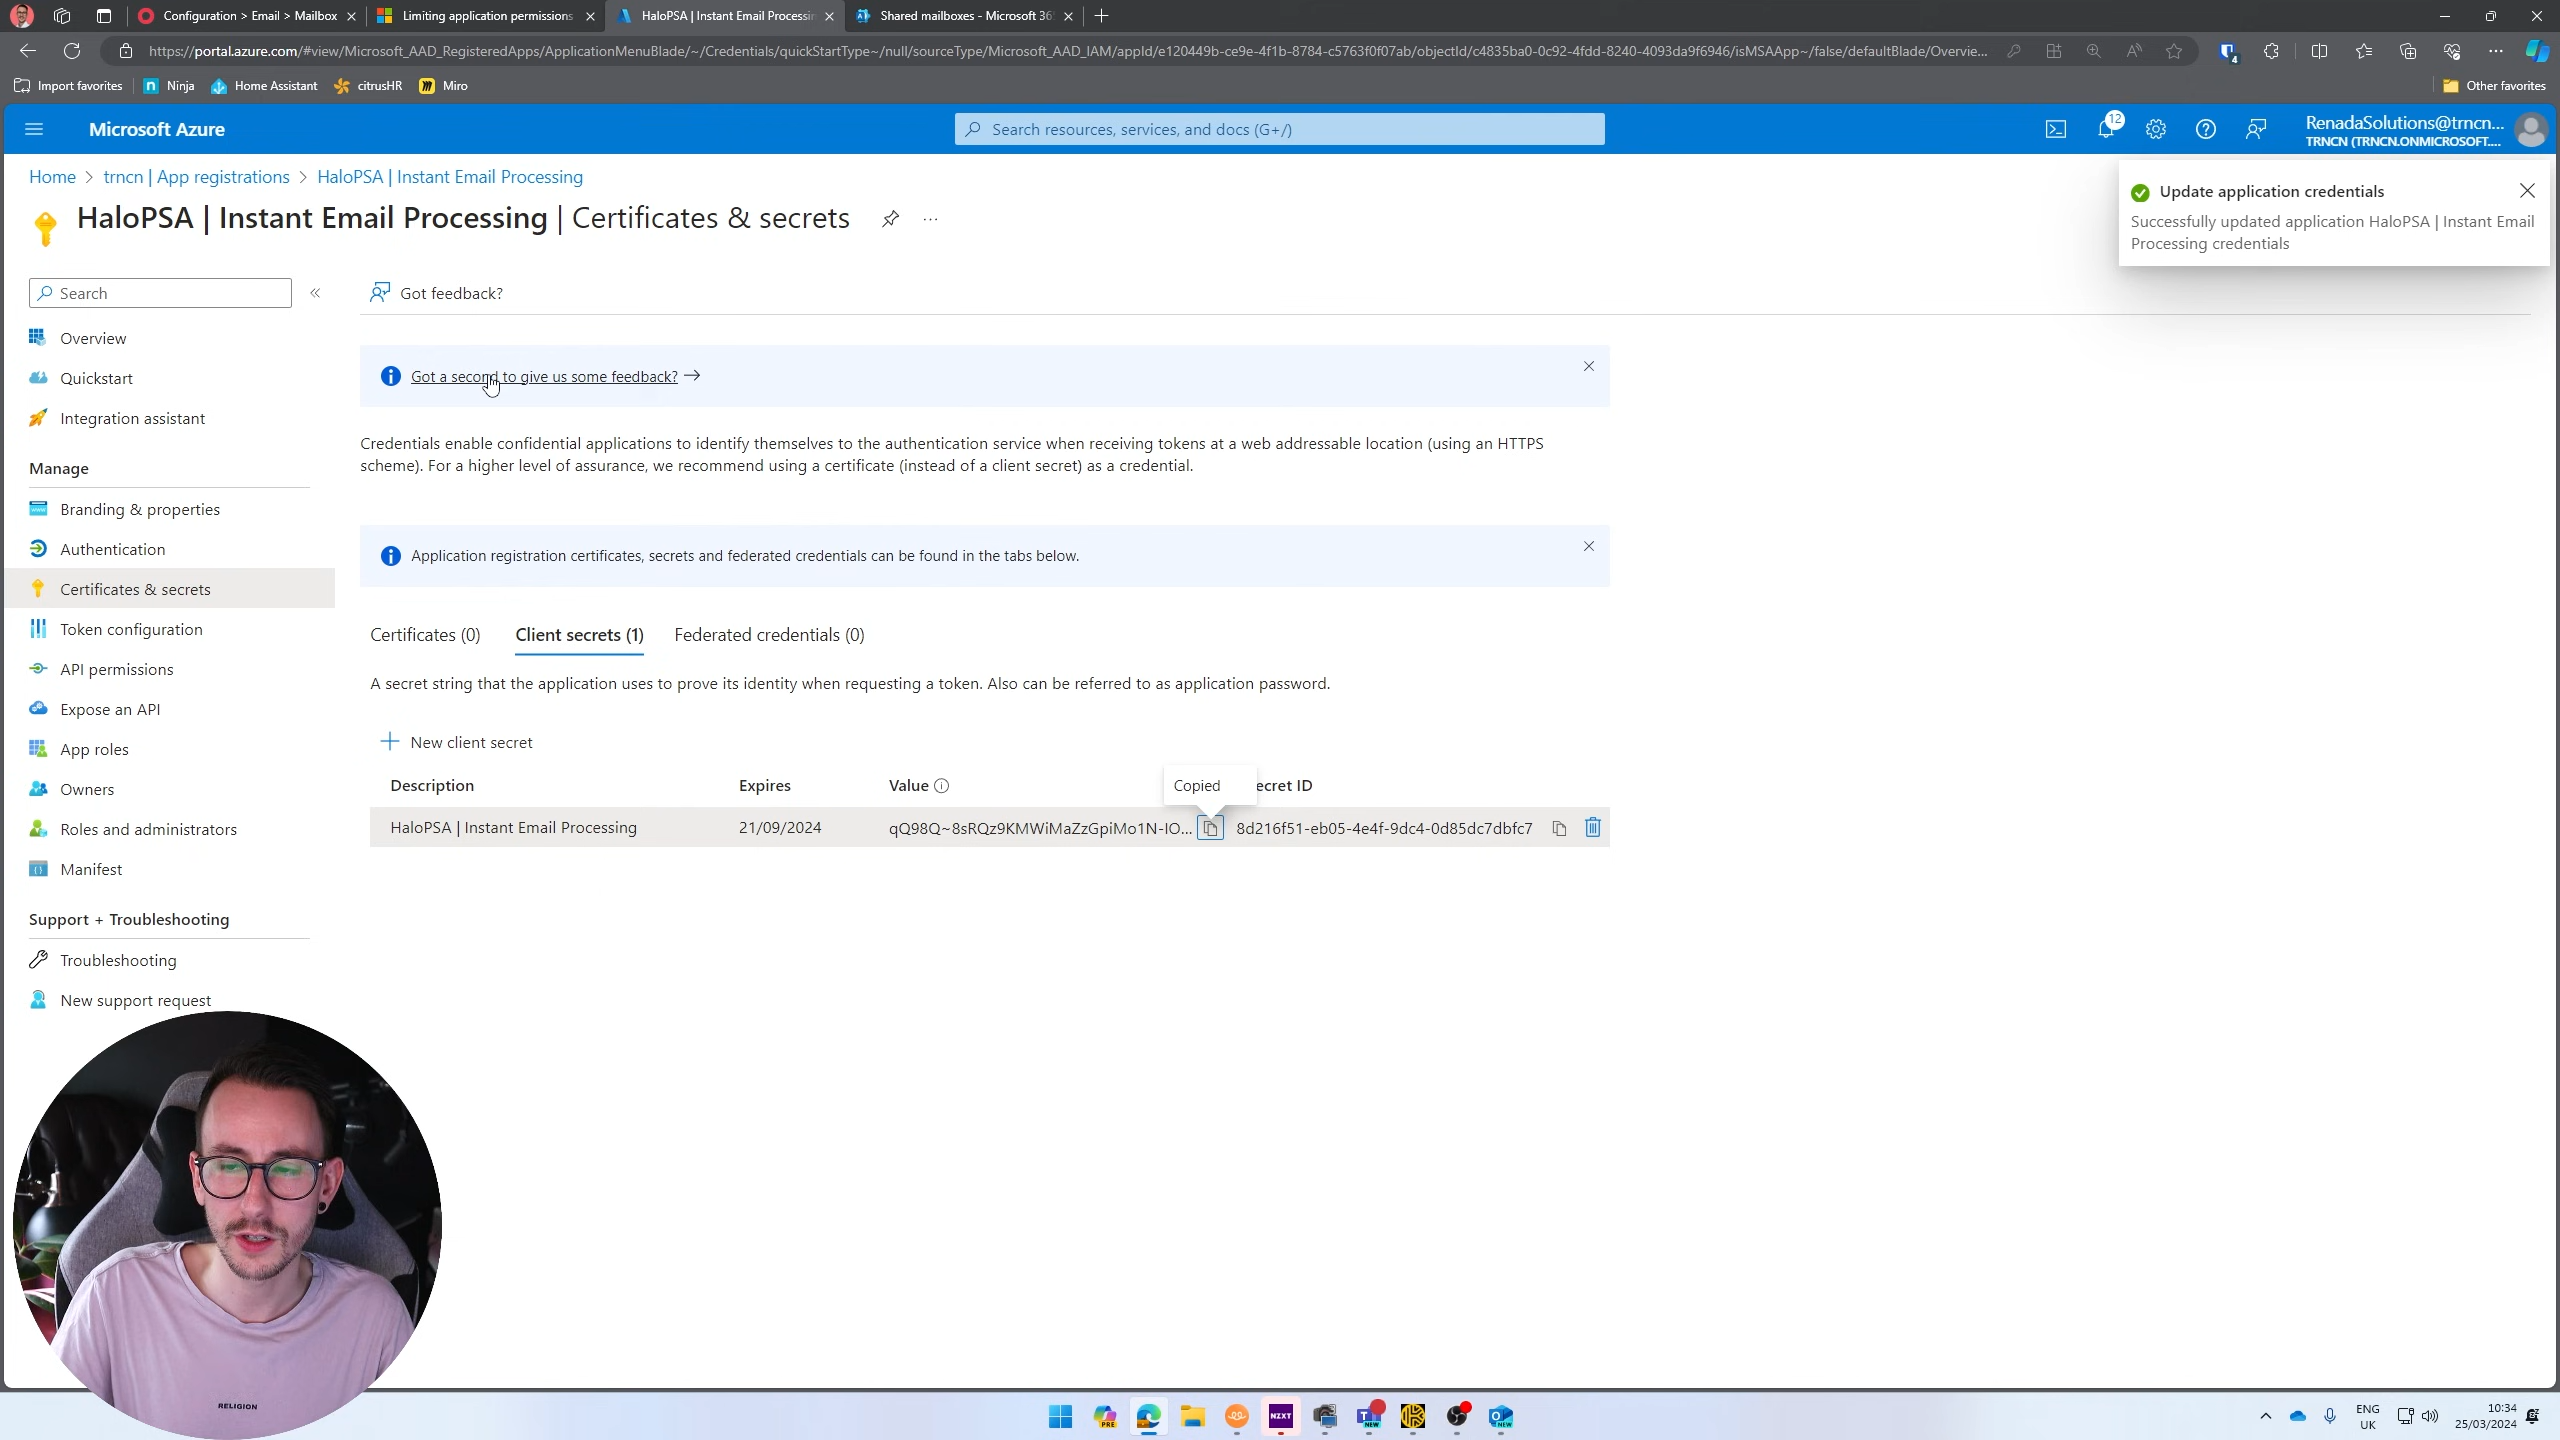 Configuration > Email > Mailbox
Limiting application permissions
HaloPSA | Instant Email Processin
Shared mailboxes - Microsoft 36
https://portal.azure.com/#view/Microsoft_AAD_RegisteredApps/ApplicationMenuBlade/~/Credentials/quickStartType~/null/sourceType/Microsoft_AAD_IAM/appId/e120449b-ce9e-4f1b-8784-c5763f0f07ab/objectId/c4835ba0-0c92-4fdd-8240-4093da9f6946/isMSAApp~/false/defaultBlade/Overvie...
4
Import favorites
Ninja
Home Assistant
citrusHR
Miro
Other favorites
Microsoft Azure
Search resources, services, and docs (G+/)
12
RenadaSolutions@trncn...
TRNCN (TRNCN.ONMICROSOFT....
Home > trncn | App registrations > HaloPSA | Instant Email Processing
HaloPSA | Instant Email Processing | Certificates & secrets
Update application credentials
Successfully updated application HaloPSA | Instant Email
Processing credentials
Search
Got feedback?
Overview
Quickstart
Integration assistant
Manage
Branding & properties
Authentication
Certificates & secrets
Token configuration
API permissions
Expose an API
App roles
Owners
Roles and administrators
Manifest
Support + Troubleshooting
Troubleshooting
New support request
Got a second to give us some feedback?
Credentials enable confidential applications to identify themselves to the authentication service when receiving tokens at a web addressable location (using an HTTPS
scheme). For a higher level of assurance, we recommend using a certificate (instead of a client secret) as a credential.
Application registration certificates, secrets and federated credentials can be found in the tabs below.
Certificates (0)
Client secrets (1)
Federated credentials (0)
A secret string that the application uses to prove its identity when requesting a token. Also can be referred to as application password.
New client secret
Copied
Description
Expires
Value
ecret ID
HaloPSA | Instant Email Processing
21/09/2024
qQ98Q~8sRQz9KMWiMaZzGpiMo1N-IO...
8d216f51-eb05-4e4f-9dc4-0d85dc7dbfc7
RELIGION
PRE
NZXT
NEW
NEW
ENG
UK
10:34
25/03/2024